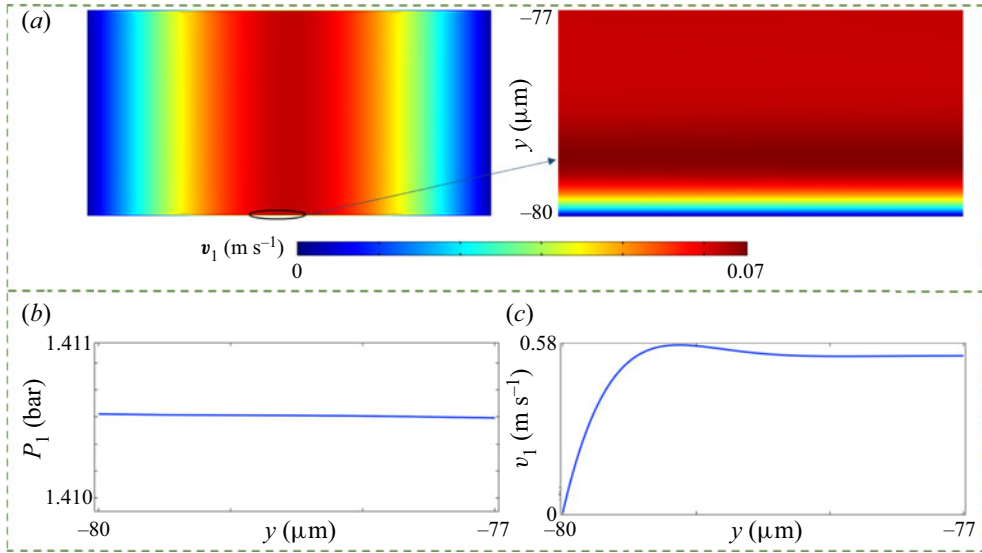 (a)
−77
y (μm)
−80
v₁ (m s⁻¹)
0
0.07
(b)
1.411
P₁ (bar)
1.410
−80
y (μm)
−77
(c)
0.58
v₁ (m s⁻¹)
0
−80
y (μm)
−77